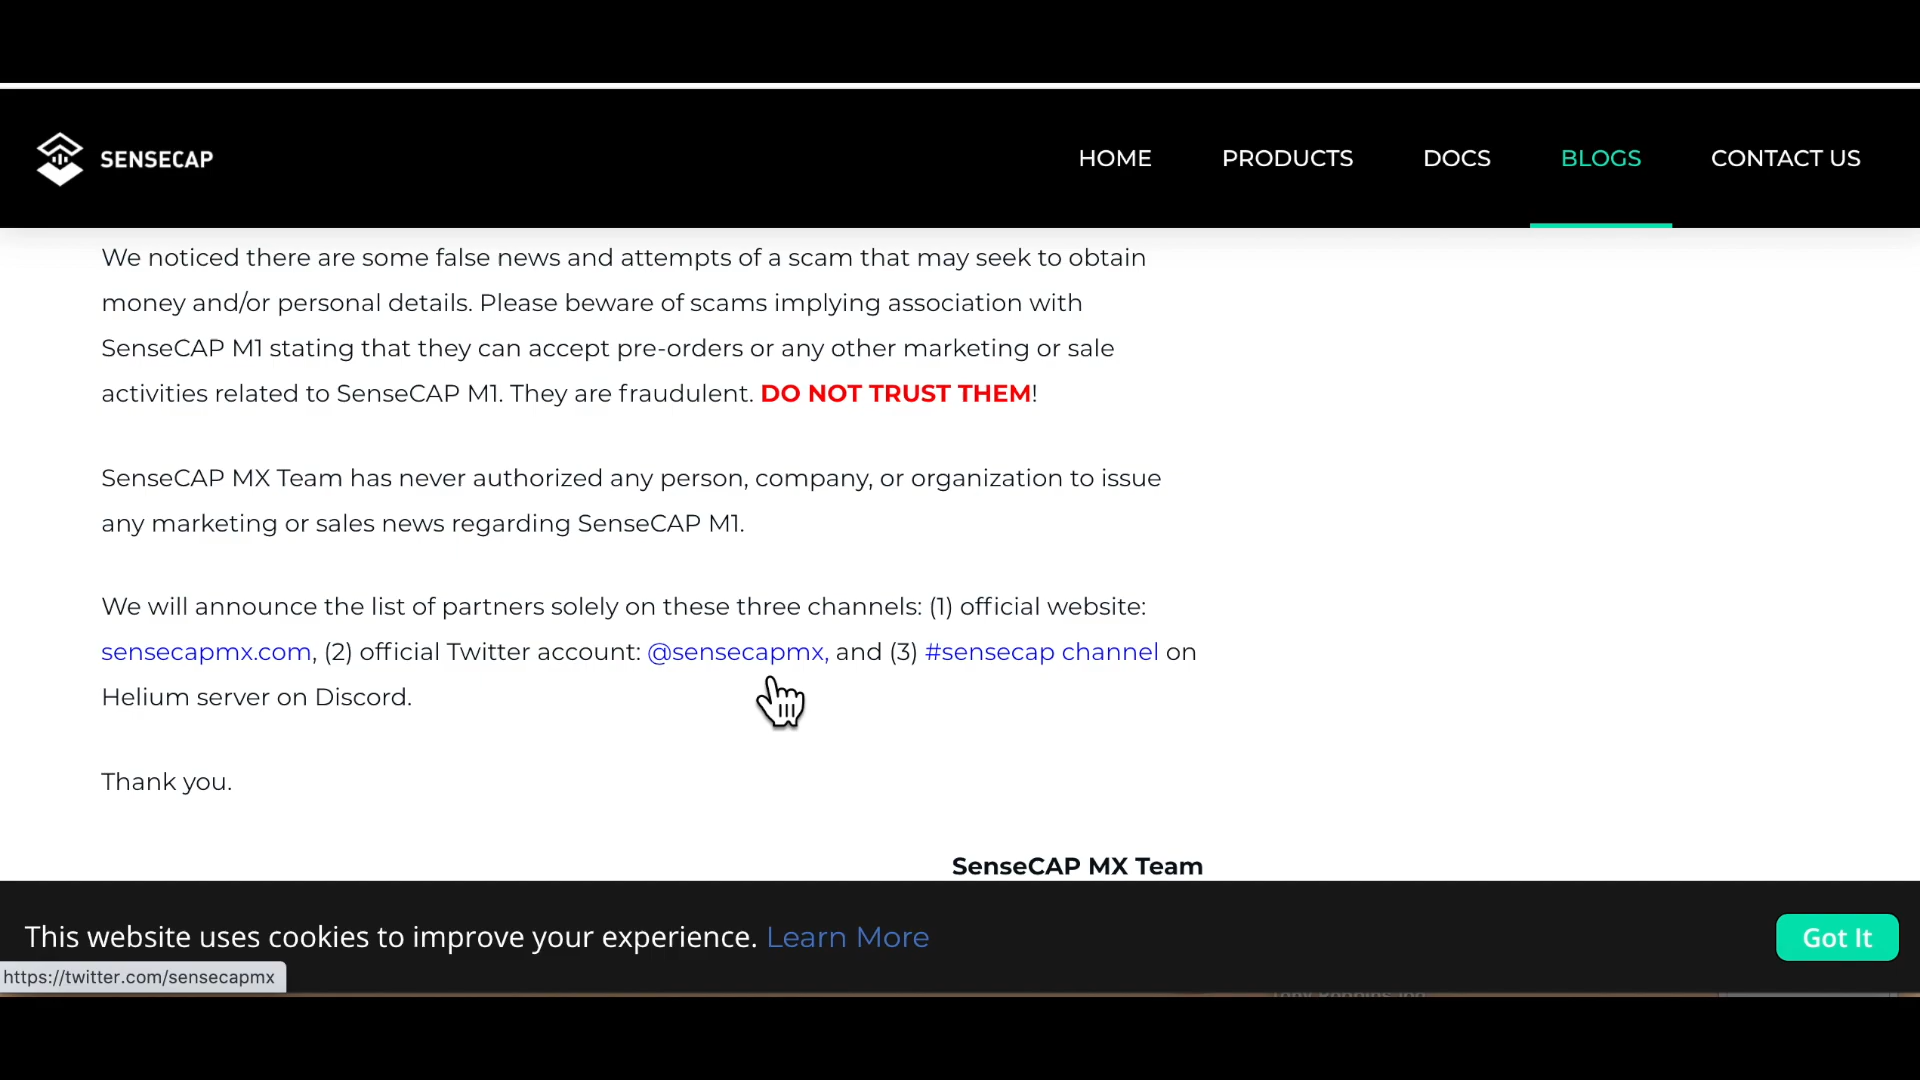 SENSECAP
HOME PRODUCTS DOCS BLOGS CONTACT US
We noticed there are some false news and attempts of a scam that may seek to obtain
money and/or personal details. Please beware of scams implying association with
SenseCAP M1 stating that they can accept pre-orders or any other marketing or sale
activities related to SenseCAP M1. They are fraudulent. DO NOT TRUST THEM!
SenseCAP MX Team has never authorized any person, company, or organization to issue
any marketing or sales news regarding SenseCAP M1.
We will announce the list of partners solely on these three channels: (1) official website:
sensecapmx.com, (2) official Twitter account: @sensecapmx, and (3) #sensecap channel on
Helium server on Discord.
Thank you.
SenseCAP MX Team
This website uses cookies to improve your experience. Learn More
Got It
https://twitter.com/sensecapmx